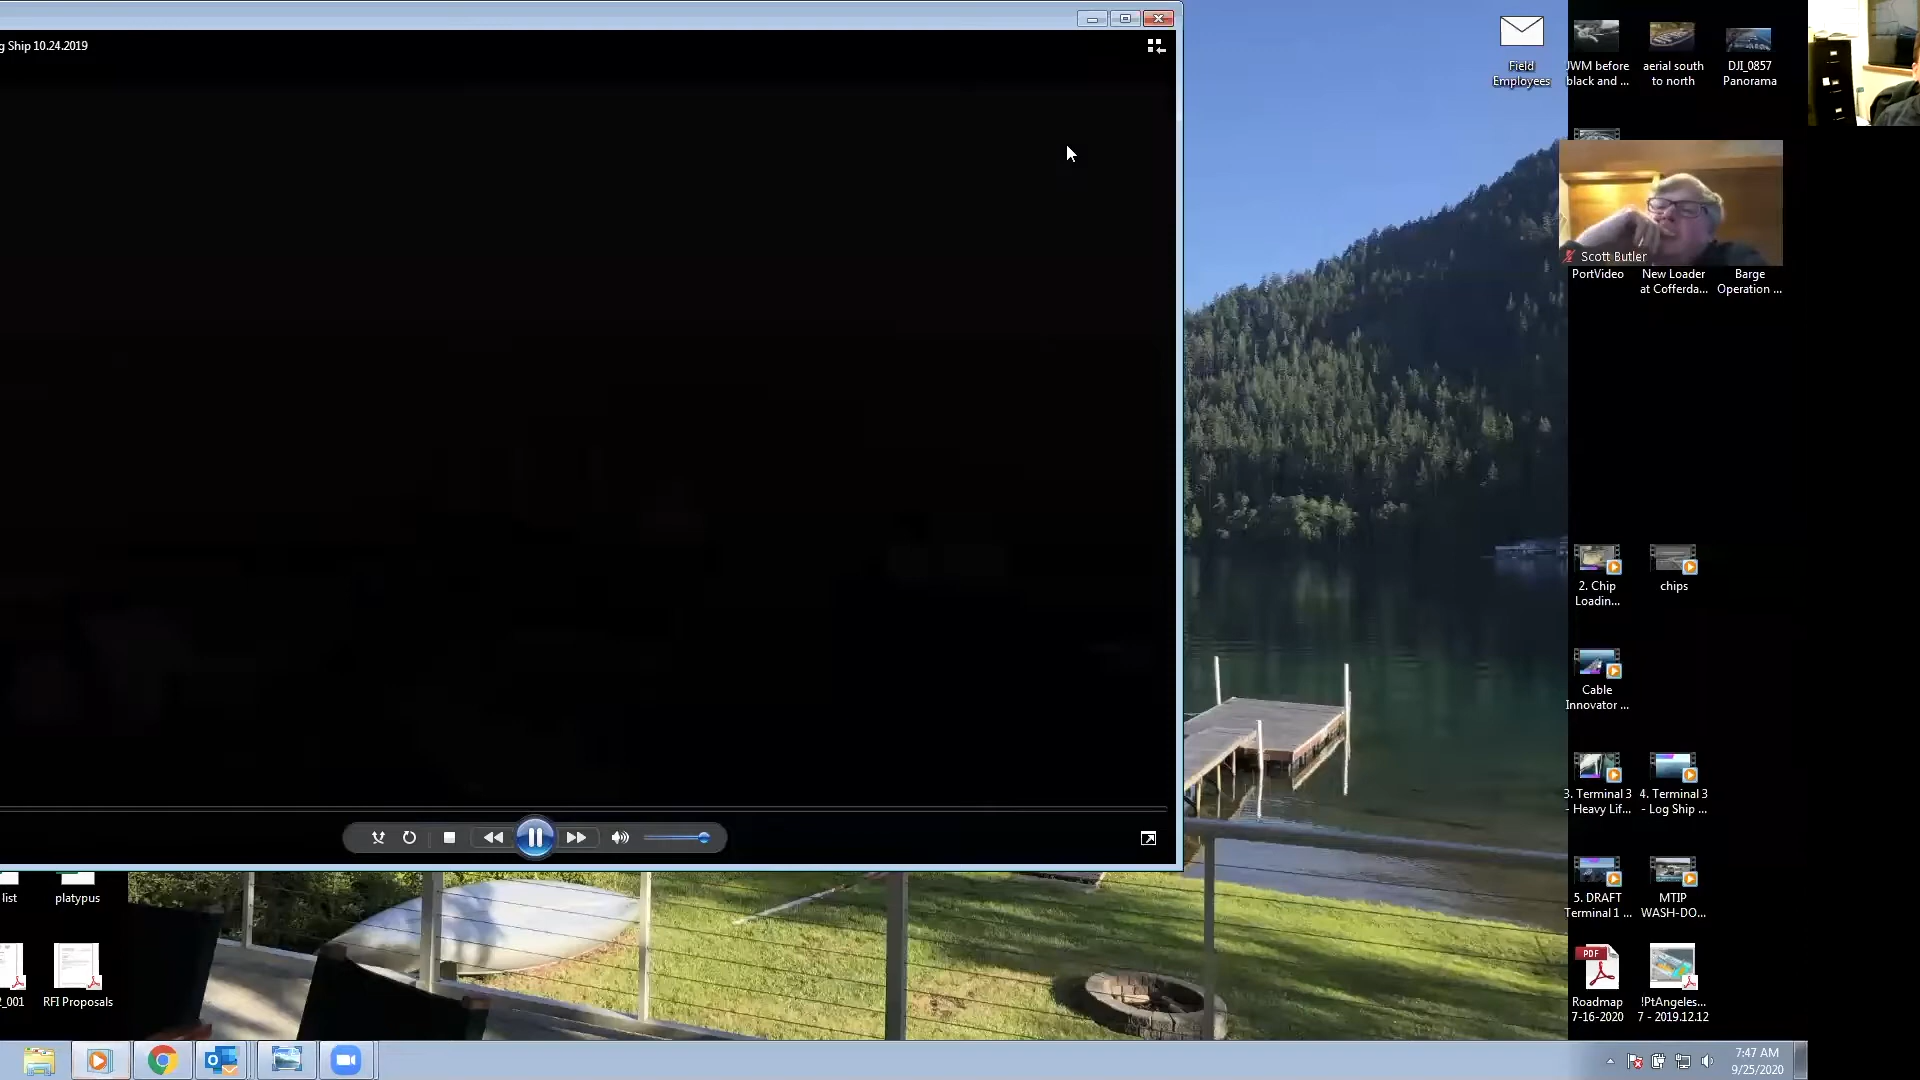 g Ship 10.24.2019
Field
Employees
JWM before
black and ...
aerial south
to north
DJI_0857
Panorama
Scott Butler
PortVideo
New Loader
at Cofferda...
Barge
Operation ...
2. Chip
Loadin...
chips
Cable
Innovator ...
3. Terminal 3
- Heavy Lif...
4. Terminal 3
- Log Ship ...
list
platypus
5. DRAFT
Terminal 1 ...
MTIP
WASH-DO...
2_001
RFI Proposals
PDF
Roadmap
7-16-2020
!PtAngeles...
7 - 2019.12.12
7:47 AM
9/25/2020